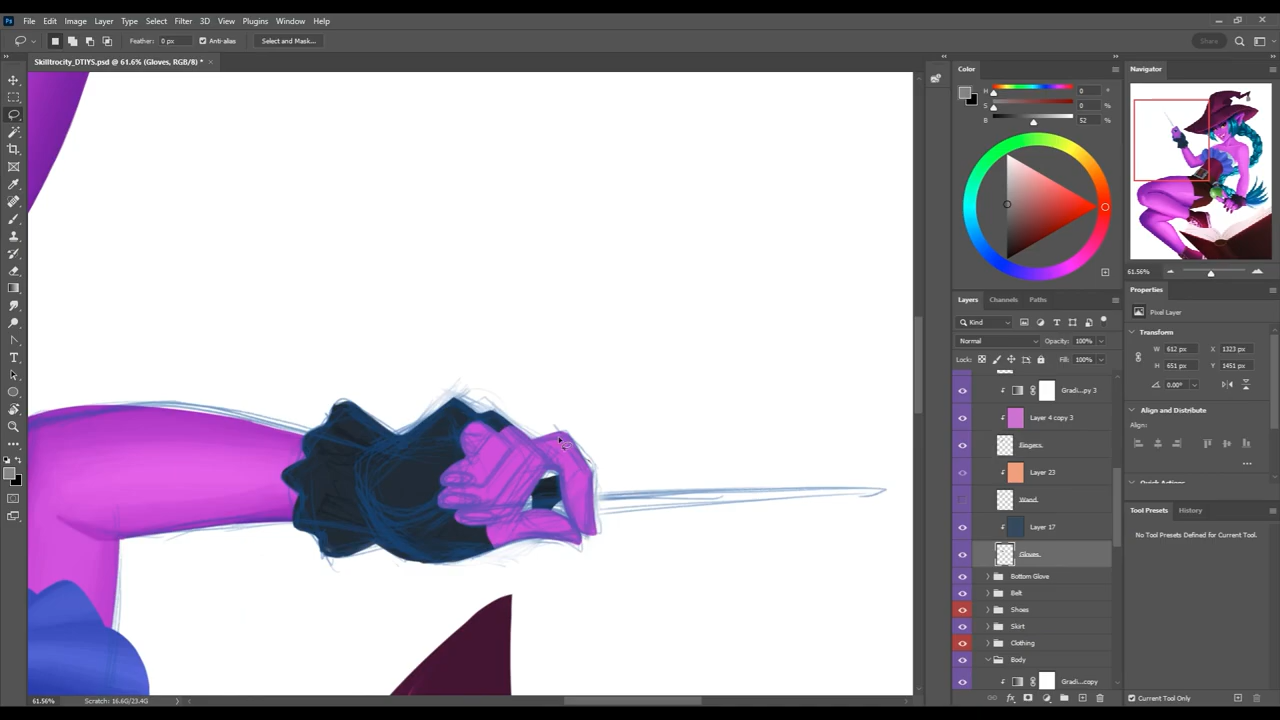 File Edit Image Layer Type Select Filter 3D View Plugins Window Help
Feather: 0 px Anti-alias Select and Mask... Share
Skilltrocity_DTIYS.psd @ 61.6% (Gloves, RGB/8) *
Color
H 0 °
S 0 %
B 52 %
Navigator
61.56%
Properties
Pixel Layer
Transform
W 612 px X 1323 px
H 651 px Y 1451 px
0.00°
Align and Distribute
Align:
Quick Actions
Tool Presets History
No Tool Presets Defined for Current Tool.
Current Tool Only
Layers Channels Paths
Kind
Normal Opacity: 100%
Lock: Fill: 100%
Gradi...py 3
Layer 4 copy 3
Fingers
Layer 23
Wand
Layer 17
Gloves
Bottom Glove
Belt
Shoes
Skirt
Clothing
Body
Gradi...copy
61.56% Scratch: 16.6G/23.4G